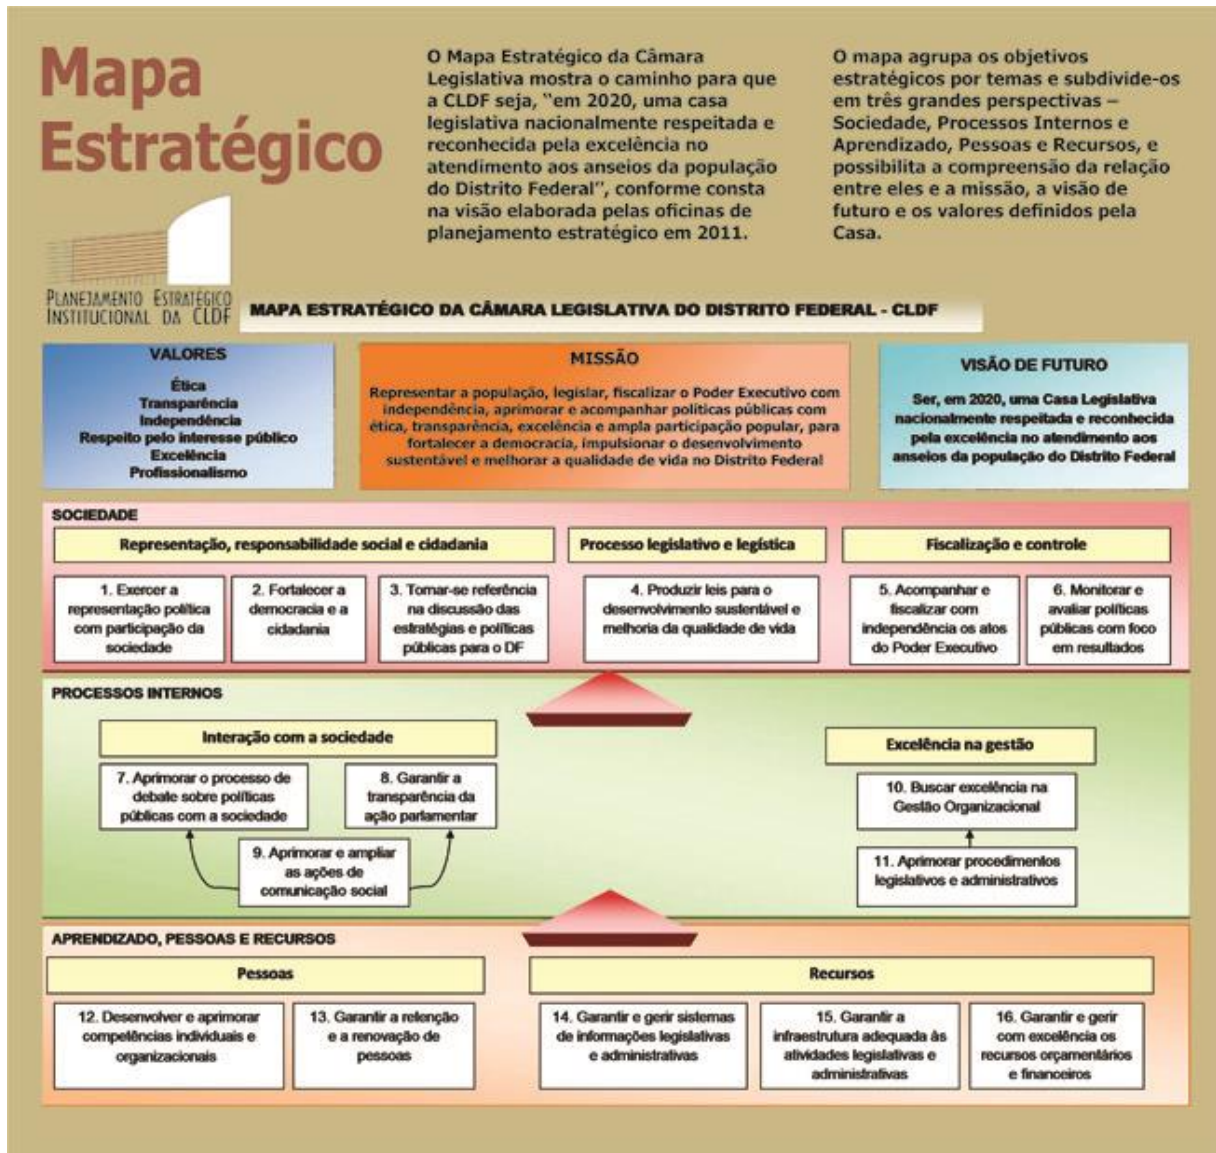 Mapa
Estratégico
O Mapa Estratégico da Câmara
Legislativa mostra o caminho para que
a CLDF seja, “em 2020, uma casa
legislativa nacionalmente respeitada e
reconhecida pela excelência no
atendimento aos anseios da população
do Distrito Federal”, conforme consta
na visão elaborada pelas oficinas de
planejamento estratégico em 2011.
O mapa agrupa os objetivos
estratégicos por temas e subdivide-os
em três grandes perspectivas –
Sociedade, Processos Internos e
Aprendizado, Pessoas e Recursos, e
possibilita a compreensão da relação
entre eles e a missão, a visão de
futuro e os valores definidos pela
Casa.
PLANEJAMENTO ESTRATÉGICO
INSTITUCIONAL DA CLDF
MAPA ESTRATÉGICO DA CÂMARA LEGISLATIVA DO DISTRITO FEDERAL - CLDF
VALORES
Ética
Transparência
Independência
Respeito pelo interesse público
Excelência
Profissionalismo
MISSÃO
Representar a população, legislar, fiscalizar o Poder Executivo com
independência, aprimorar e acompanhar políticas públicas com
ética, transparência, excelência e ampla participação popular, para
fortalecer a democracia, impulsionar o desenvolvimento
sustentável e melhorar a qualidade de vida no Distrito Federal
VISÃO DE FUTURO
Ser, em 2020, uma Casa Legislativa
nacionalmente respeitada e reconhecida
pela excelência no atendimento aos
anseios da população do Distrito Federal
SOCIEDADE
Representação, responsabilidade social e cidadania
1. Exercer a
representação política
com participação da
sociedade
2. Fortalecer a
democracia e a
cidadania
3. Tornar-se referência
na discussão das
estratégias e políticas
públicas para o DF
Processo legislativo e legística
4. Produzir leis para o
desenvolvimento sustentável e
melhoria da qualidade de vida
Fiscalização e controle
5. Acompanhar e
fiscalizar com
independência os atos
do Poder Executivo
6. Monitorar e
avaliar políticas
públicas com foco
em resultados
PROCESSOS INTERNOS
Interação com a sociedade
7. Aprimorar o processo de
debate sobre políticas
públicas com a sociedade
8. Garantir a
transparência da
ação parlamentar
9. Aprimorar e ampliar
as ações de
comunicação social
Excelência na gestão
10. Buscar excelência na
Gestão Organizacional
11. Aprimorar procedimentos
legislativos e administrativos
APRENDIZADO, PESSOAS E RECURSOS
Pessoas
12. Desenvolver e aprimorar
competências individuais e
organizacionais
13. Garantir a retenção
e a renovação de
pessoas
Recursos
14. Garantir e gerir sistemas
de informações legislativas
e administrativas
15. Garantir a
infraestrutura adequada às
atividades legislativas e
administrativas
16. Garantir e gerir
com excelência os
recursos orçamentários
e financeiros